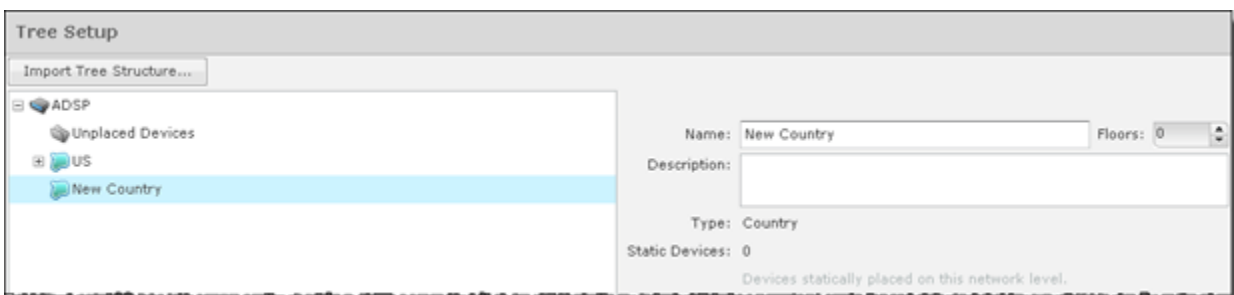 Tree Setup
Import Tree Structure...
ADSP
Unplaced Devices
US
New Country
Name: New Country Floors: 0
Description:
Type: Country
Static Devices: 0
Devices statically placed on this network level.